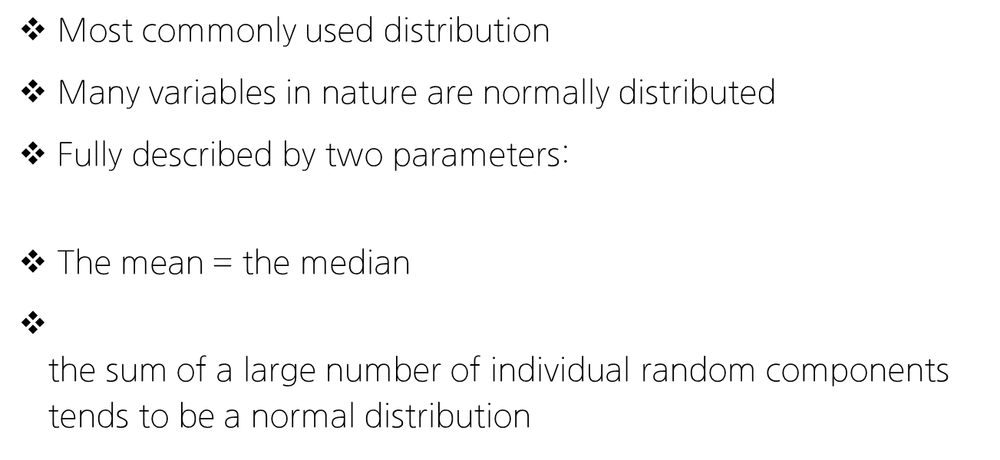 ❖ Most commonly used distribution
❖ Many variables in nature are normally distributed
❖ Fully described by two parameters:
❖ The mean = the median
❖
the sum of a large number of individual random components
tends to be a normal distribution